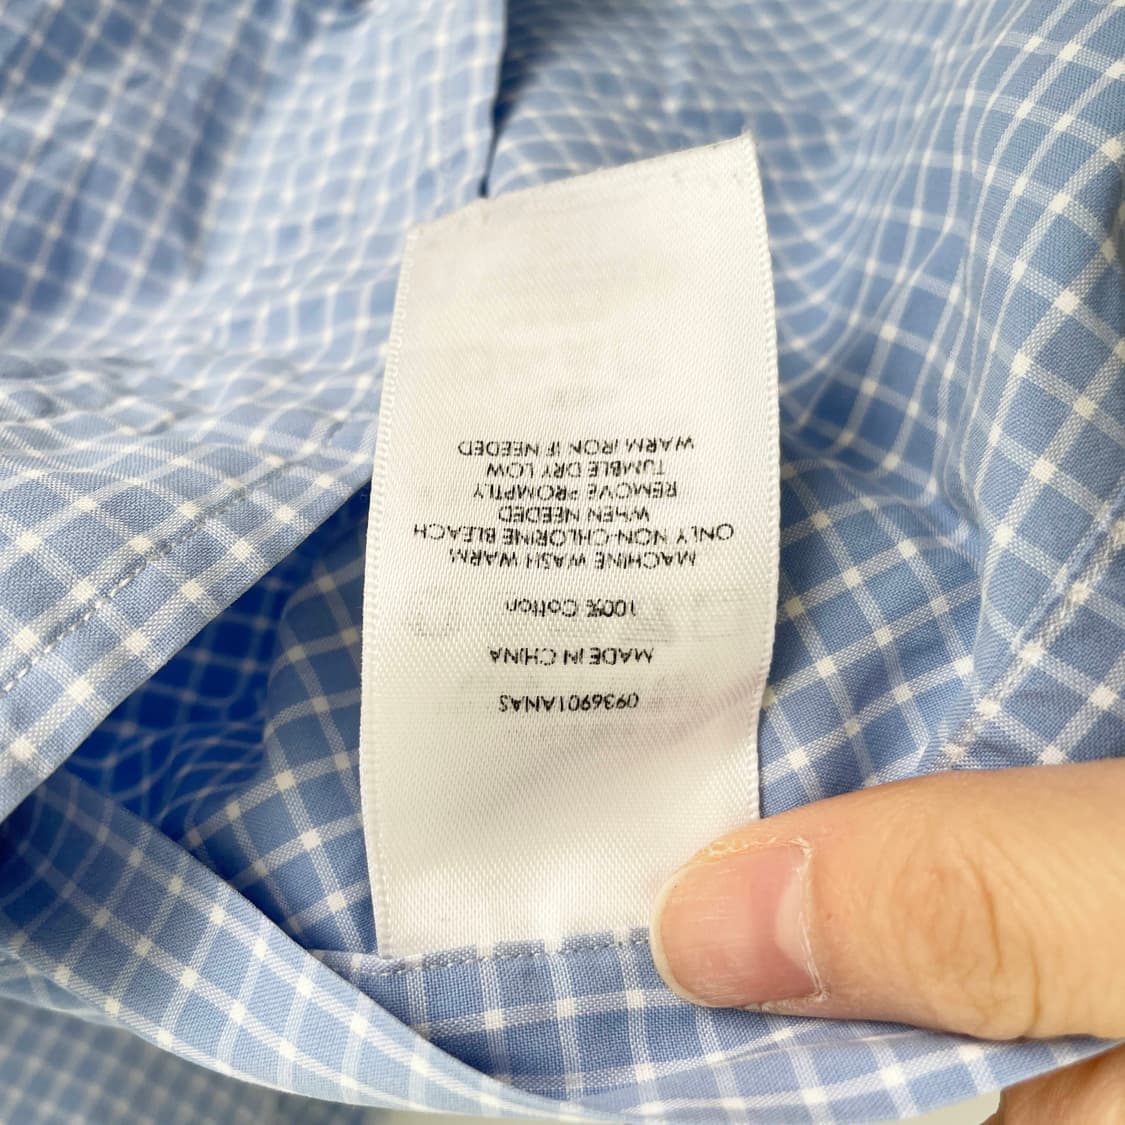 0936901ANAS
MADE IN CHINA
100% Cotton
MACHINE WASH WARM
ONLY NON-CHLORINE BLEACH
WHEN NEEDED
REMOVE PROMPTLY
TUMBLE DRY LOW
WARM IRON IF NEEDED